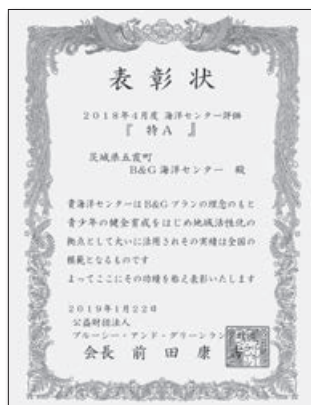 表彰状
2018年4月度 海洋センター評価
『 特A 』
茨城県五霞町
B&G海洋センター 殿
貴海洋センターはB&Gプランの理念のもと
青少年の健全育成をはじめ地域活性化の
拠点として大いに活用されその実績は全国の
模範となるものです
よってここにその功績を称え表彰いたします
2019年1月22日
公益財団法人
ブルーシー・アンド・グリーンランド
会長 前田康